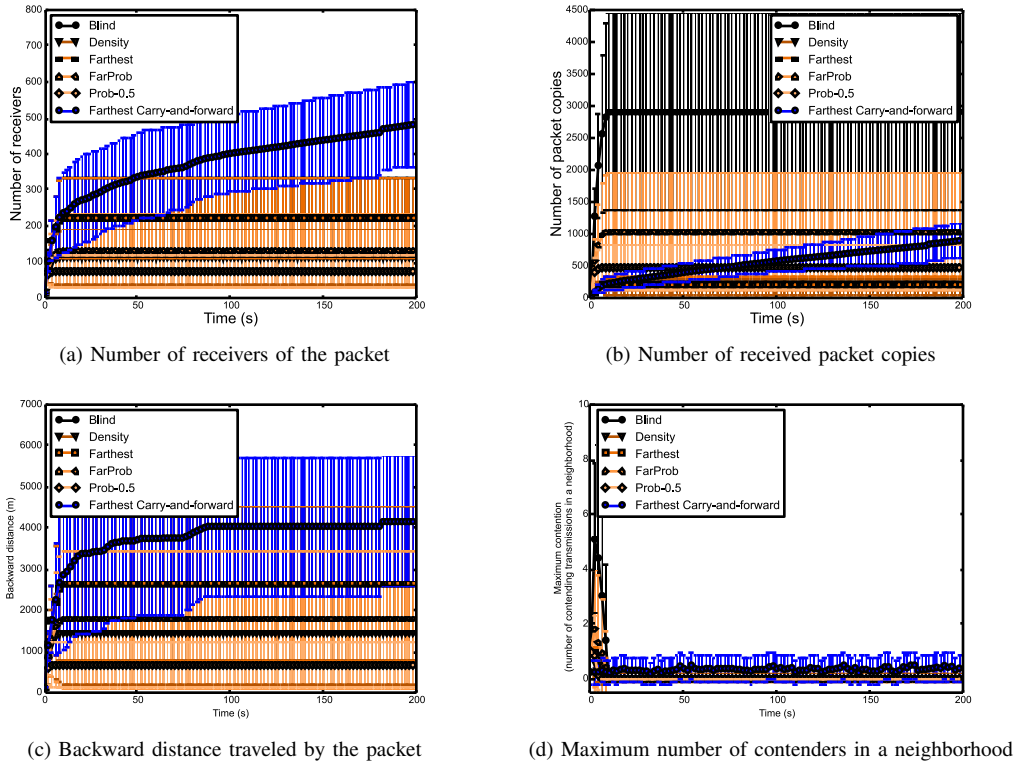 800
700
600
500
400
300
200
100
0
Number of receivers
Blind
Density
Farthest
FarProb
Prob-0.5
Farthest Carry-and-forward
0 50 100 150 200
Time (s)
(a) Number of receivers of the packet
4500
4000
3500
3000
2500
2000
1500
1000
500
0
Number of packet copies
Blind
Density
Farthest
FarProb
Prob-0.5
Farthest Carry-and-forward
0 50 100 150 200
Time (s)
(b) Number of received packet copies
7000
6000
5000
4000
3000
2000
1000
0
Backward distance (m)
Blind
Density
Farthest
FarProb
Prob-0.5
Farthest Carry-and-forward
0 50 100 150 200
Time (s)
(c) Backward distance traveled by the packet
10
8
6
4
2
0
Maximum contention
(number of contending transmissions in a neighborhood)
Blind
Density
Farthest
FarProb
Prob-0.5
Farthest Carry-and-forward
0 50 100 150 200
Time (s)
(d) Maximum number of contenders in a neighborhood